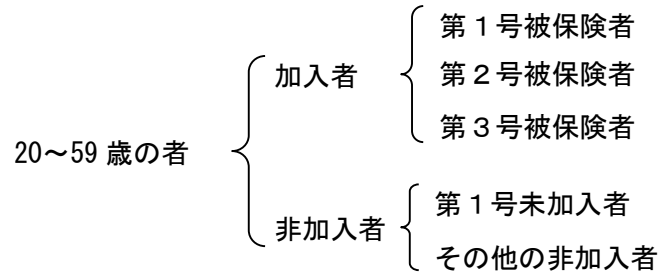 第１号被保険者
加入者
第２号被保険者
第３号被保険者
20～59 歳の者
第１号未加入者
非加入者
その他の非加入者